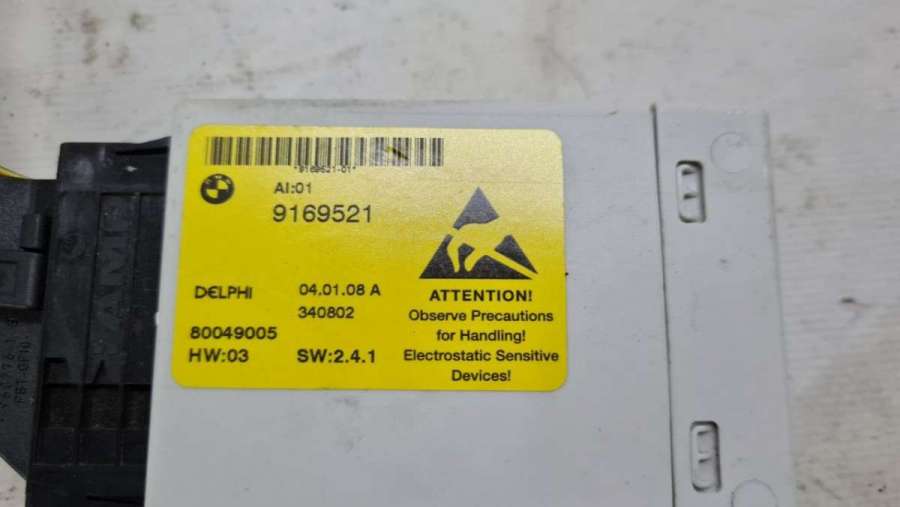 *9169521-01*
AI:01
9169521
DELPHI
04.01.08 A
340802
80049005
HW:03
SW:2.4.1
ATTENTION!
Observe Precautions
for Handling!
Electrostatic Sensitive
Devices!